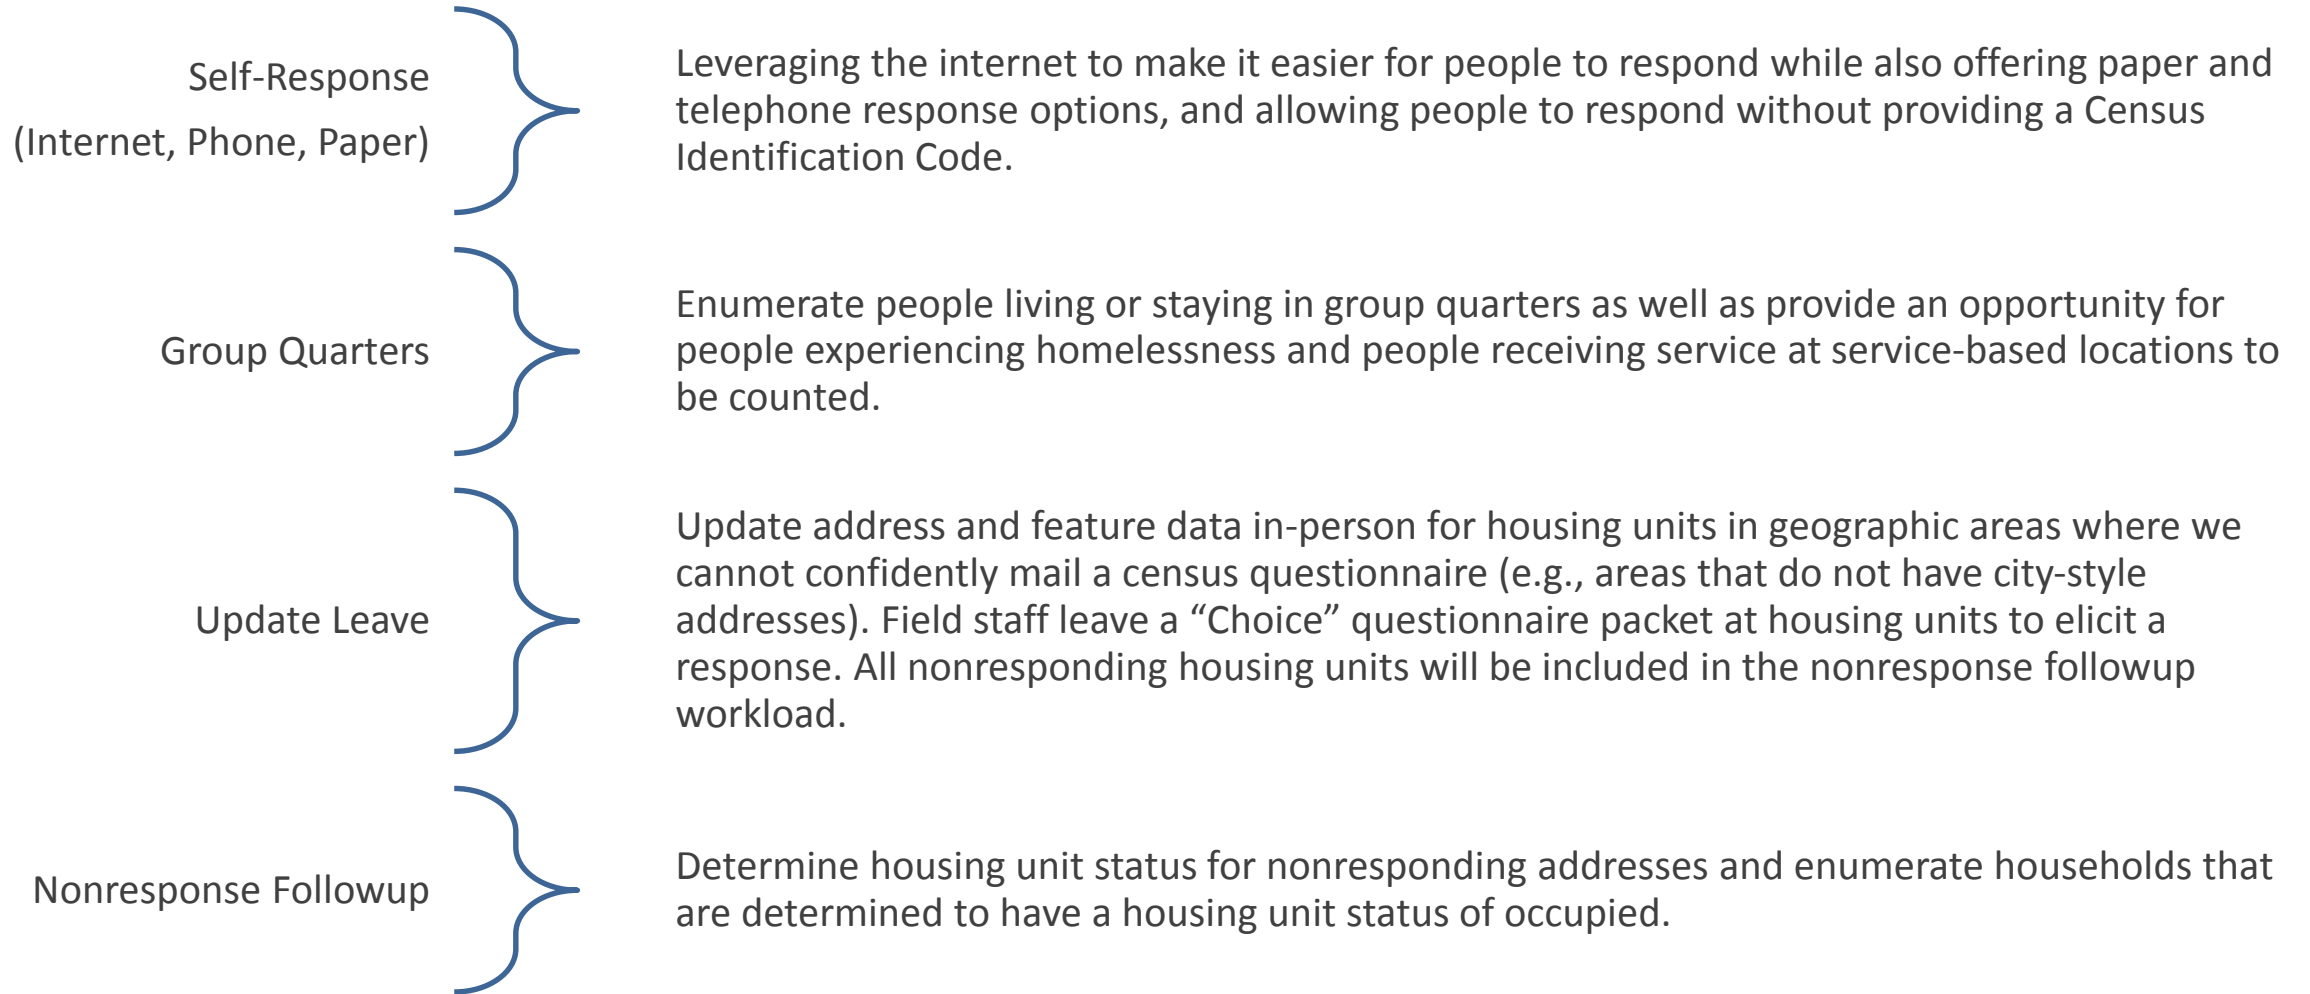 Self-Response
(Internet, Phone, Paper)
Leveraging the internet to make it easier for people to respond while also offering paper and
telephone response options, and allowing people to respond without providing a Census
Identification Code.
Group Quarters
Enumerate people living or staying in group quarters as well as provide an opportunity for
people experiencing homelessness and people receiving service at service-based locations to
be counted.
Update Leave
Update address and feature data in-person for housing units in geographic areas where we
cannot confidently mail a census questionnaire (e.g., areas that do not have city-style
addresses). Field staff leave a “Choice” questionnaire packet at housing units to elicit a
response. All nonresponding housing units will be included in the nonresponse followup
workload.
Nonresponse Followup
Determine housing unit status for nonresponding addresses and enumerate households that
are determined to have a housing unit status of occupied.